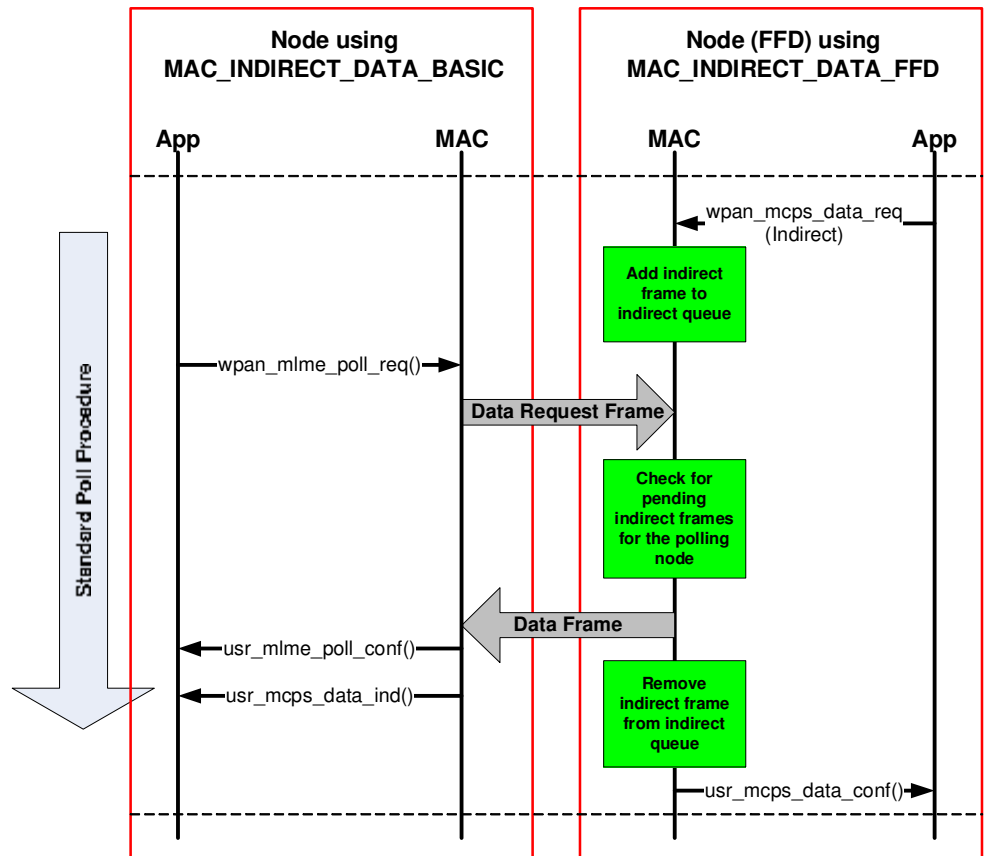 Node using
MAC_INDIRECT_DATA_BASIC
Node (FFD) using
MAC_INDIRECT_DATA_FFD
App
MAC
MAC
App
wpan_mcps_data_req
(Indirect)
Add indirect
frame to
indirect queue
wpan_mlme_poll_req()
Data Request Frame
Standard Poll Procedure
Check for
pending
indirect frames
for the polling
node
Data Frame
usr_mlme_poll_conf()
usr_mcps_data_ind()
Remove
indirect frame
from indirect
queue
usr_mcps_data_conf()